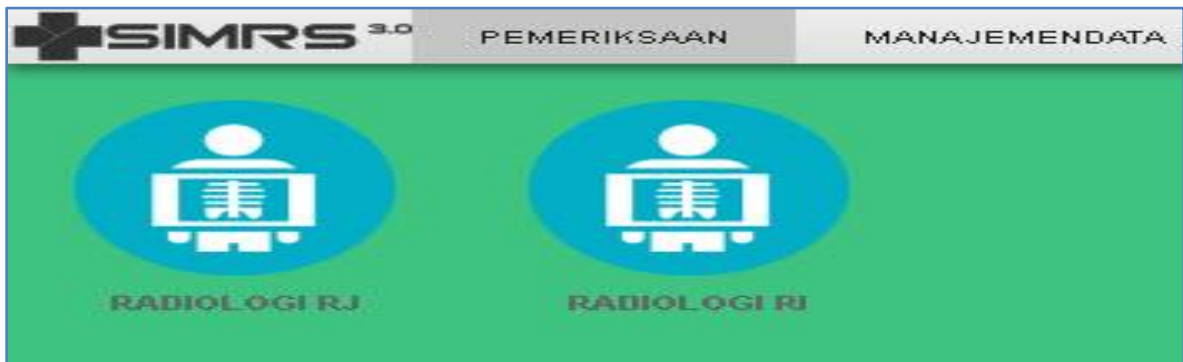 SIMRS 3.0 PEMERIKSAAN MANAJEMENDATA
RADIOLOGI RJ RADIOLOGI RI